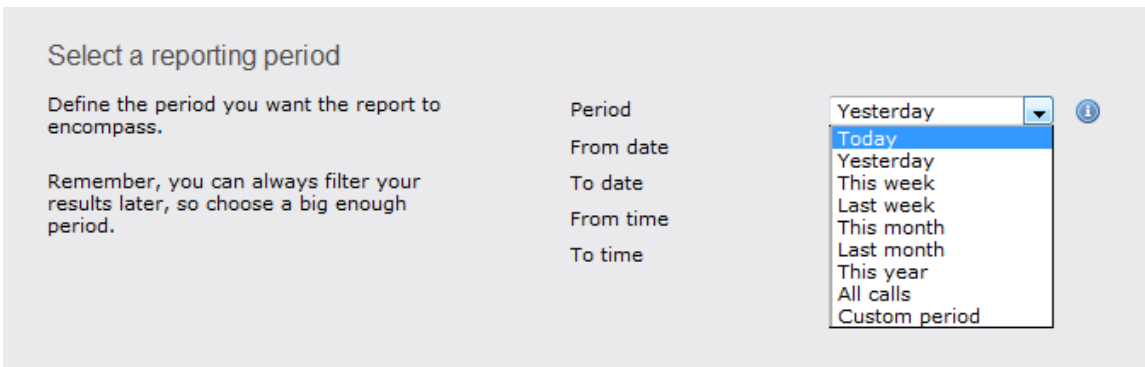 Select a reporting period
Define the period you want the report to
encompass.
Remember, you can always filter your
results later, so choose a big enough
period.
Period
From date
To date
From time
To time
Yesterday
Today
Yesterday
This week
Last week
This month
Last month
This year
All calls
Custom period